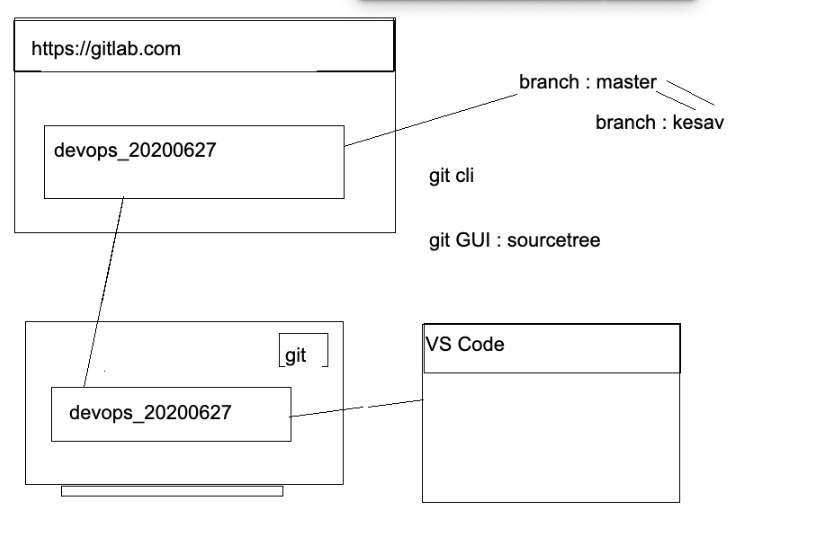 https://gitlab.com
branch : master
branch : kesav
devops_20200627
git cli
git GUI : sourcetree
git
VS Code
devops_20200627